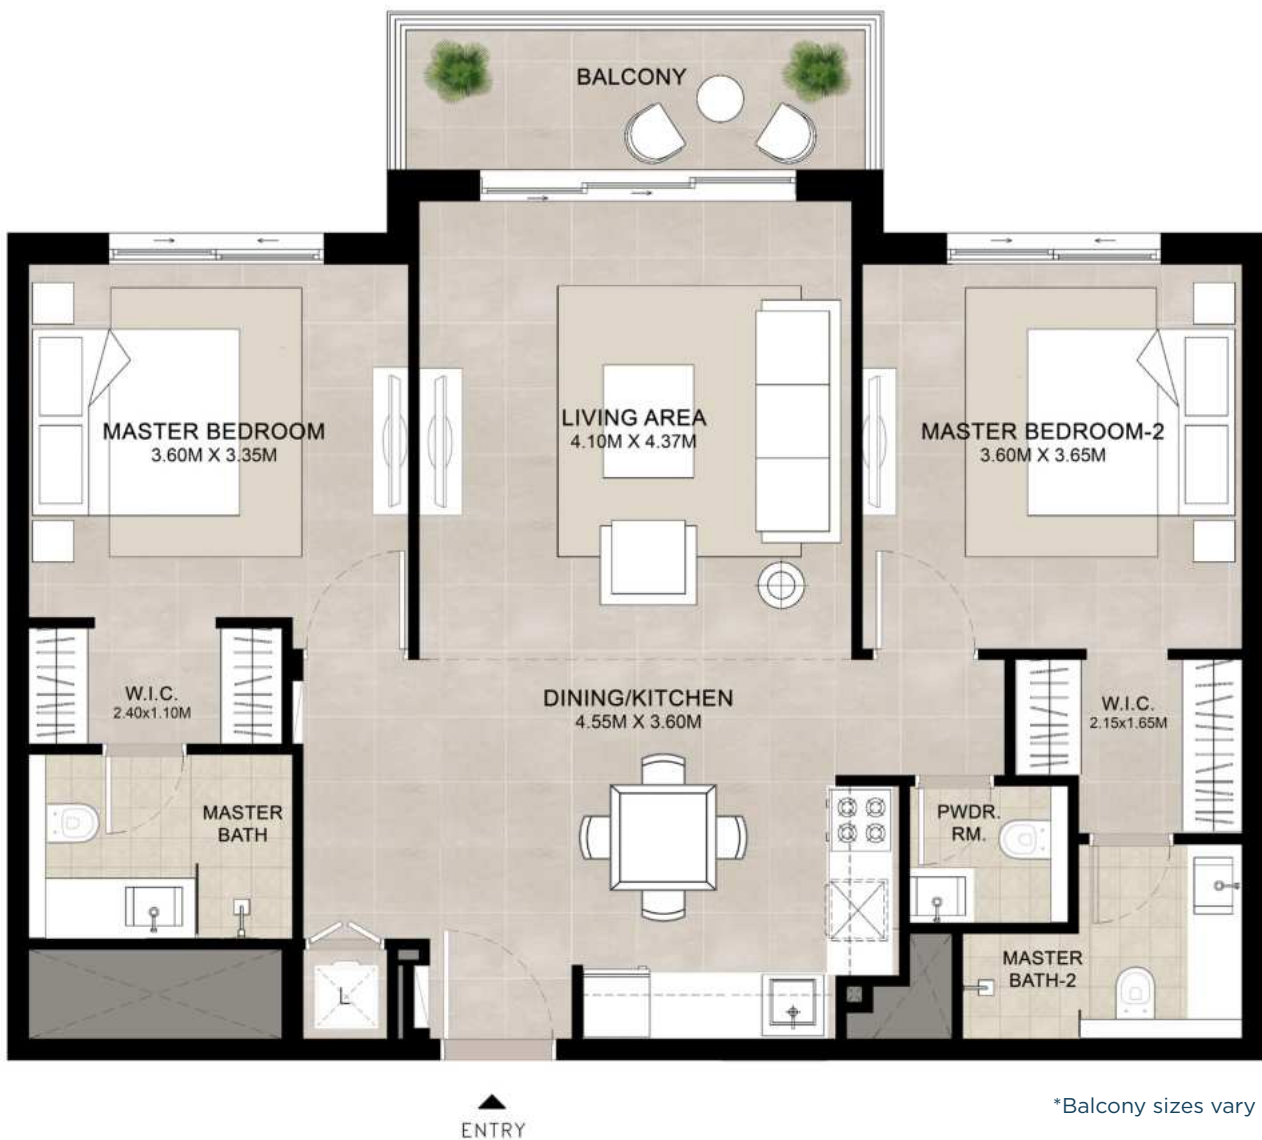 BALCONY
LIVING AREA
4.10M X 4.37M
MASTER BEDROOM
3.60M X 3.35M
MASTER BEDROOM-2
3.60M X 3.65M
W.I.C.
2.40x1.10M
DINING/KITCHEN
4.55M X 3.60M
W.I.C.
2.15x1.65M
MASTER
BATH
PWDR.
RM.
MASTER
BATH-2
L
ENTRY
*Balcony sizes vary